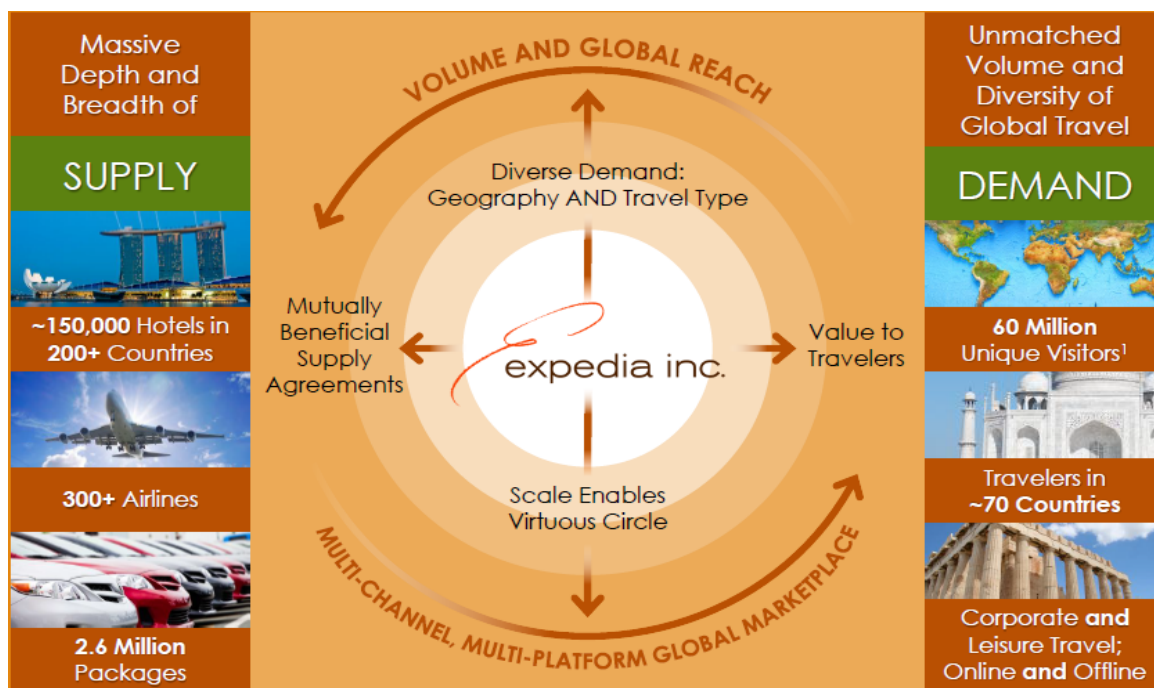 Massive
Depth and
Breadth of
SUPPLY
~150,000 Hotels in
200+ Countries
300+ Airlines
2.6 Million
Packages
VOLUME AND GLOBAL REACH
Diverse Demand:
Geography AND Travel Type
Mutually
Beneficial
Supply
Agreements
expedia inc.
Value to
Travelers
Scale Enables
Virtuous Circle
MULTI-CHANNEL, MULTI-PLATFORM GLOBAL MARKETPLACE
Unmatched
Volume and
Diversity of
Global Travel
DEMAND
60 Million
Unique Visitors¹
Travelers in
~70 Countries
Corporate and
Leisure Travel;
Online and Offline